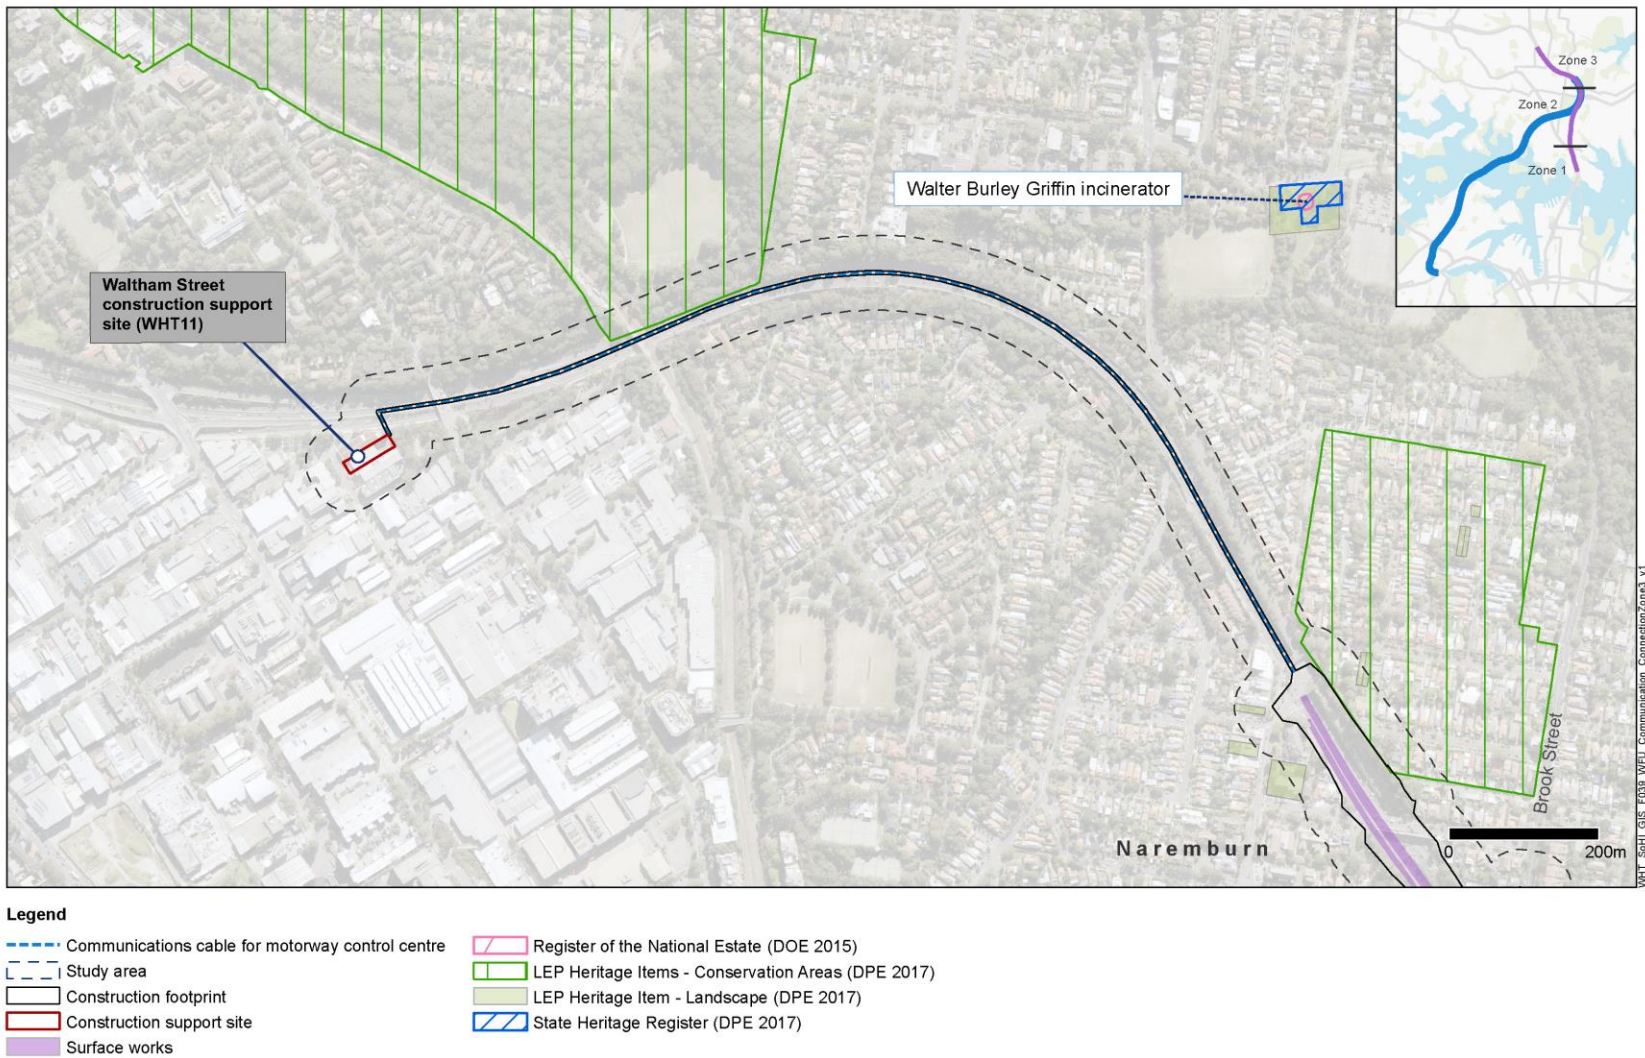 Zone 3
Zone 2
Zone 1
Walter Burley Griffin incinerator
Waltham Street
construction support
site (WHT11)
Brook Street
Naremburn
0
200m
WHT_SoHI_GIS_F039_WFU_Communication_ConnectionZone3_v1
Legend
Communications cable for motorway control centre
Study area
Construction footprint
Construction support site
Surface works
Register of the National Estate (DOE 2015)
LEP Heritage Items - Conservation Areas (DPE 2017)
LEP Heritage Item - Landscape (DPE 2017)
State Heritage Register (DPE 2017)